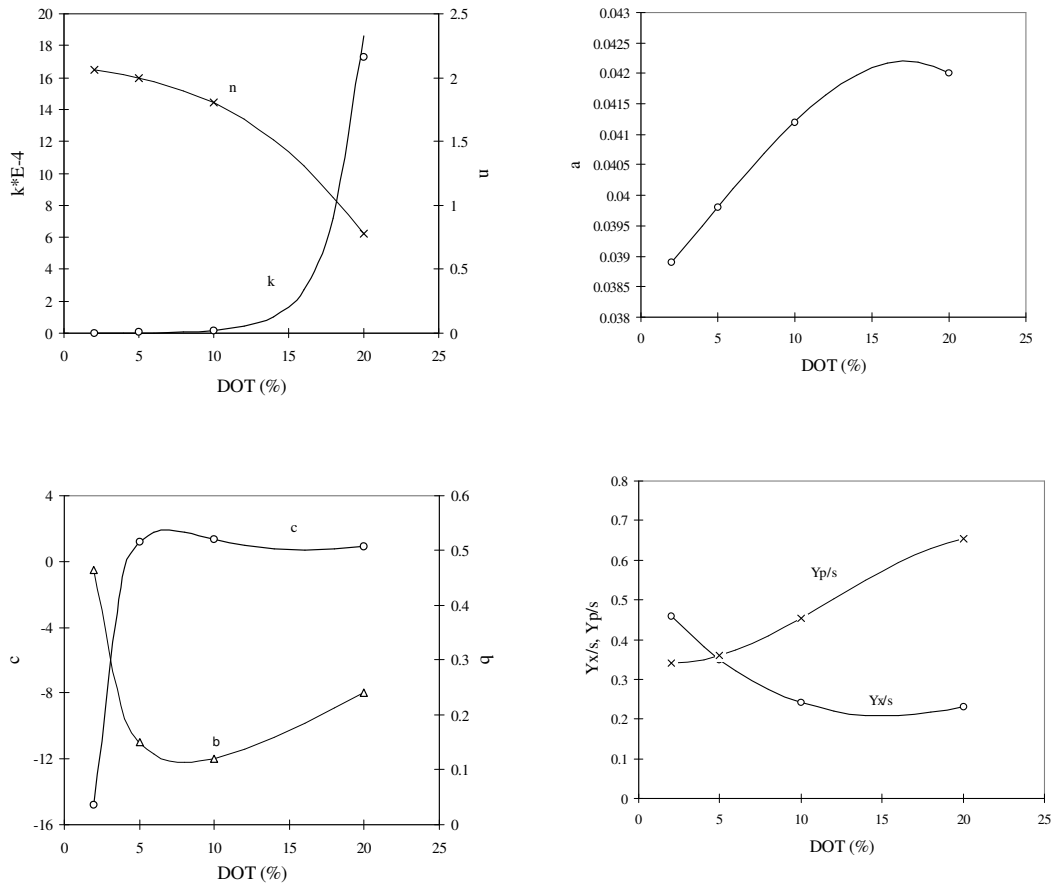 20
18
16
14
12
10
8
6
4
2
0
k*E-4
2.5
2
1.5
1
0.5
0
n
n
k
0 5 10 15 20 25
DOT (%)
0.043
0.0425
0.042
0.0415
0.041
0.0405
0.04
0.0395
0.039
0.0385
0.038
a
0 5 10 15 20 25
DOT (%)
4
0
-4
-8
-12
-16
c
0.6
0.5
0.4
0.3
0.2
0.1
0
b
c
b
0 5 10 15 20 25
DOT (%)
0.8
0.7
0.6
0.5
0.4
0.3
0.2
0.1
0
Yx/s, Yp/s
Yp/s
Yx/s
0 5 10 15 20 25
DOT (%)